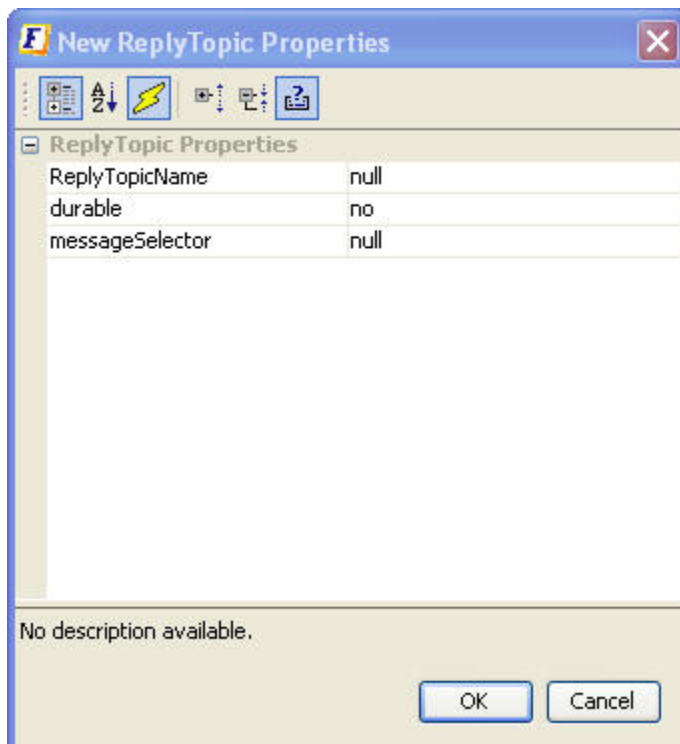 F New ReplyTopic Properties
A
Z
ReplyTopic Properties
ReplyTopicName null
durable no
messageSelector null
No description available.
OK Cancel